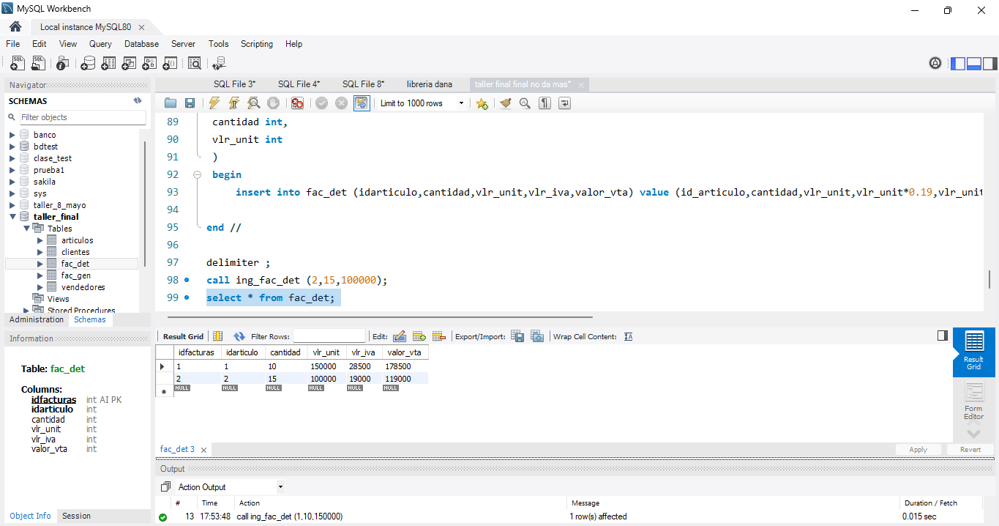 MySQL Workbench
Local instance MySQL80
File Edit View Query Database Server Tools Scripting Help
Navigator
SCHEMAS
Filter objects
banco
bdtest
clase_test
prueba1
sakila
sys
taller_8_mayo
taller_final
Tables
articulos
clientes
fac_det
fac_gen
vendedores
Views
Stored Procedures
Administration Schemas
Information
Table: fac_det
Columns:
idfacturas int AI PK
idarticulo int
cantidad int
vlr_unit int
vlr_iva int
valor_vta int
Object Info Session
SQL File 3* SQL File 4* SQL File 8* libreria dana taller final final no da mas*
Limit to 1000 rows
89 cantidad int,
90 vlr_unit int
91 )
92 begin
93 insert into fac_det (idarticulo,cantidad,vlr_unit,vlr_iva,valor_vta) value (id_articulo,cantidad,vlr_unit,vlr_unit*0.19,vlr_unit
94
95 end //
96
97 delimiter ;
98 call ing_fac_det (2,15,100000);
99 select * from fac_det;
Result Grid Filter Rows: Edit: Export/Import: Wrap Cell Content:
idfacturas idarticulo cantidad vlr_unit vlr_iva valor_vta
1 1 10 150000 28500 178500
2 2 15 100000 19000 119000
NULL NULL NULL NULL NULL NULL
Result
Grid
Form
Editor
fac_det 3
Apply Revert
Output
Action Output
# Time Action Message Duration / Fetch
13 17:53:48 call ing_fac_det (1,10,150000) 1 row(s) affected 0.015 sec